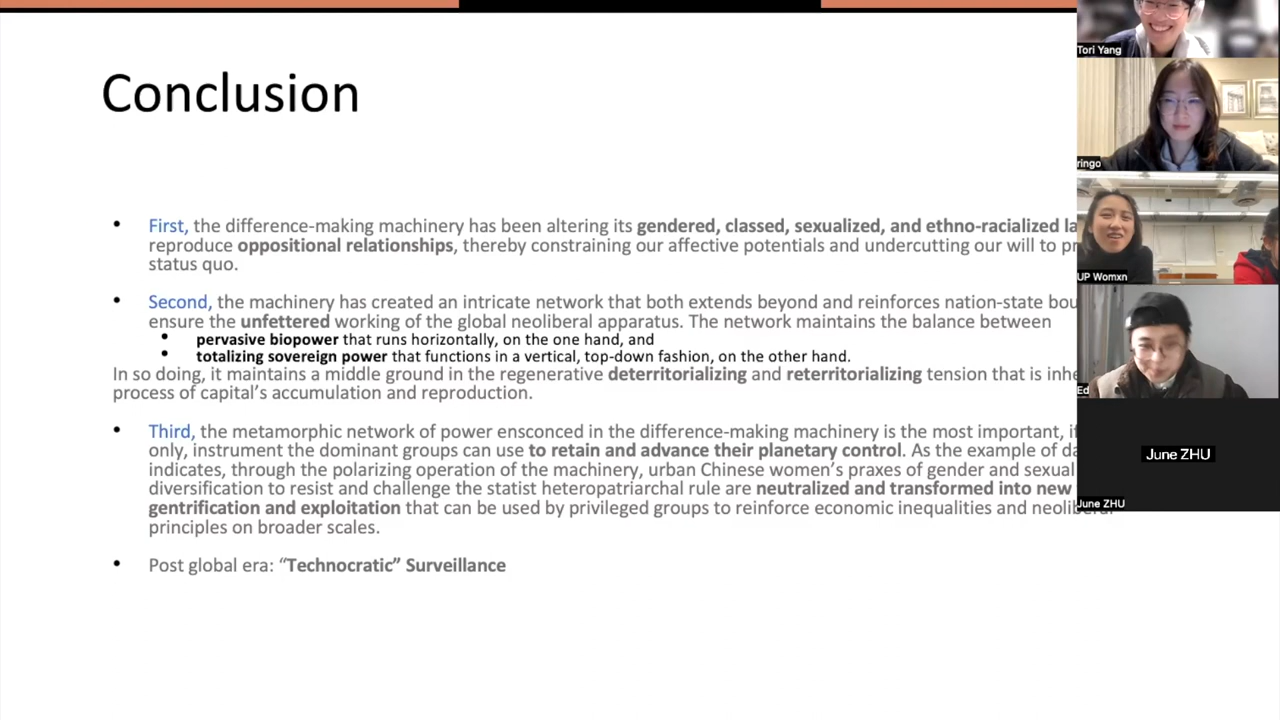 Conclusion
• First, the difference-making machinery has been altering its gendered, classed, sexualized, and ethno-racialized
reproduce oppositional relationships, thereby constraining our affective potentials and undercutting our will to
status quo.
• Second, the machinery has created an intricate network that both extends beyond and reinforces nation-state
ensure the unfettered working of the global neoliberal apparatus. The network maintains the balance between
• pervasive biopower that runs horizontally, on the one hand, and
• totalizing sovereign power that functions in a vertical, top-down fashion, on the other hand.
In so doing, it maintains a middle ground in the regenerative deterritorializing and reterritorializing tension that is
process of capital's accumulation and reproduction.
• Third, the metamorphic network of power ensconced in the difference-making machinery is the most important,
only, instrument the dominant groups can use to retain and advance their planetary control. As the example of
indicates, through the polarizing operation of the machinery, urban Chinese women's praxes of gender and sexual
diversification to resist and challenge the statist heteropatriarchal rule are neutralized and transformed into new
gentrification and exploitation that can be used by privileged groups to reinforce economic inequalities and
principles on broader scales.
• Post global era: "Technocratic" Surveillance
Tori Yang
ringo
UP Womxn
Ed
June ZHU
June ZHU